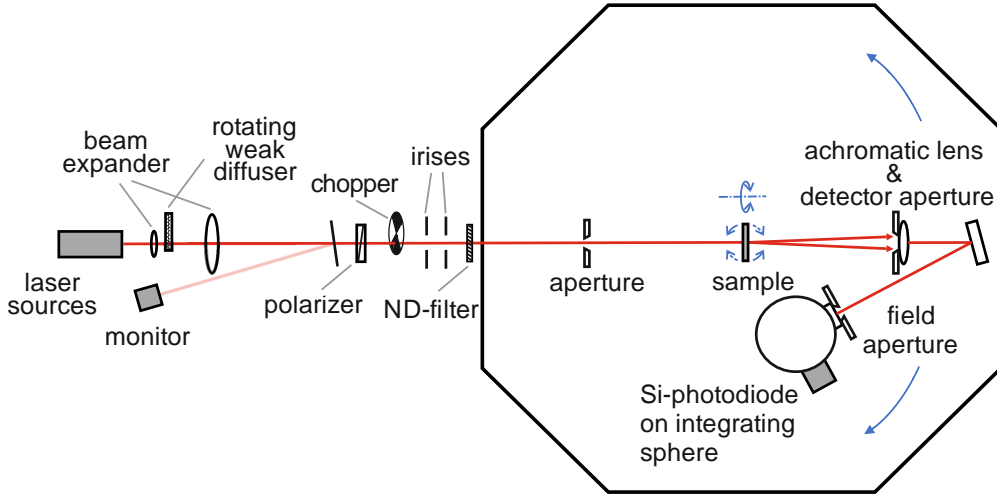 beam
expander
rotating
weak
diffuser
chopper
irises
achromatic lens
&
detector aperture
laser
sources
monitor
polarizer
ND-filter
aperture
sample
field
aperture
Si-photodiode
on integrating
sphere